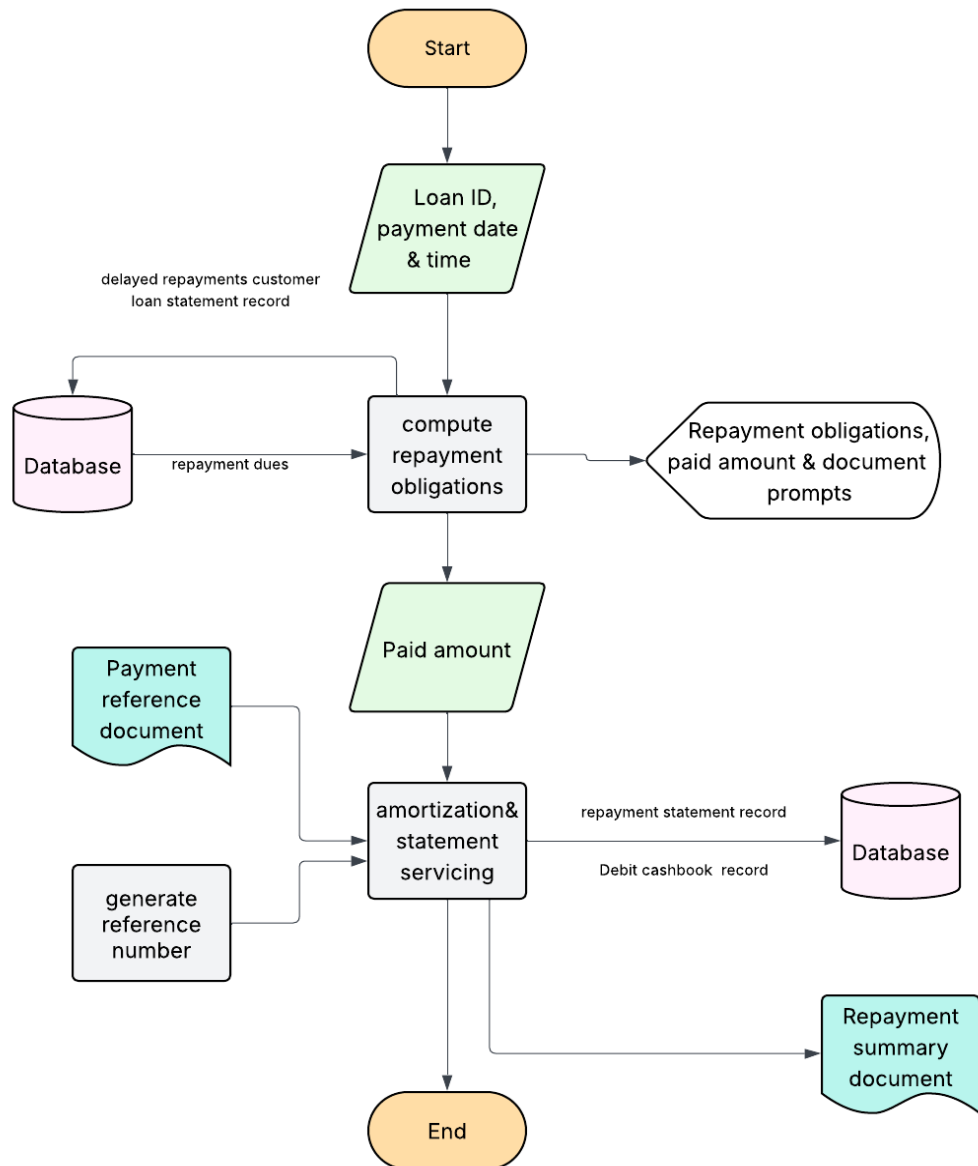 Start
Loan ID,
payment date
& time
delayed repayments customer
loan statement record
Database
repayment dues
compute
repayment
obligations
Repayment obligations,
paid amount & document
prompts
Paid amount
Payment
reference
document
amortization&
statement
servicing
repayment statement record
Debit cashbook record
Database
generate
reference
number
Repayment
summary
document
End